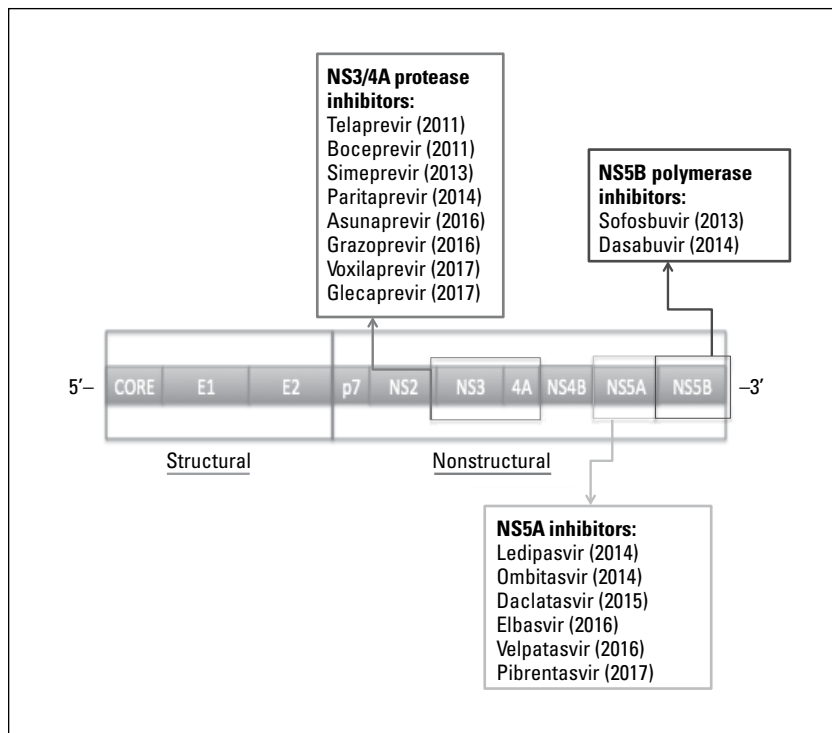 NS3/4A protease
inhibitors:
Telaprevir (2011)
Boceprevir (2011)
Simeprevir (2013)
Paritaprevir (2014)
Asunaprevir (2016)
Grazoprevir (2016)
Voxilaprevir (2017)
Glecaprevir (2017)
NS5B polymerase
inhibitors:
Sofosbuvir (2013)
Dasabuvir (2014)
5′– CORE E1 E2 p7 NS2 NS3 4A NS4B NS5A NS5B –3′
Structural Nonstructural
NS5A inhibitors:
Ledipasvir (2014)
Ombitasvir (2014)
Daclatasvir (2015)
Elbasvir (2016)
Velpatasvir (2016)
Pibrentasvir (2017)